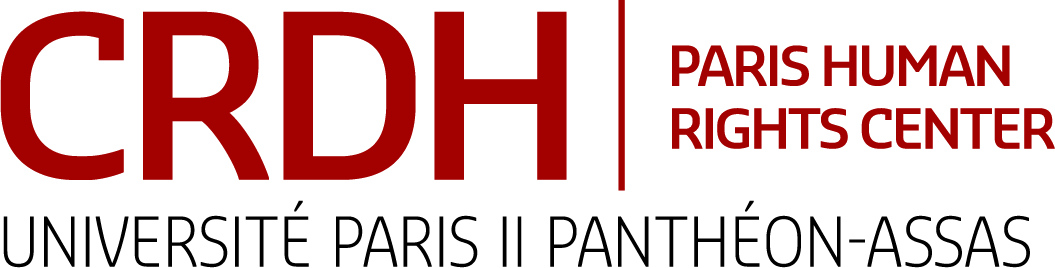 CRDH
PARIS HUMAN
RIGHTS CENTER
UNIVERSITÉ PARIS II PANTHÉON-ASSAS